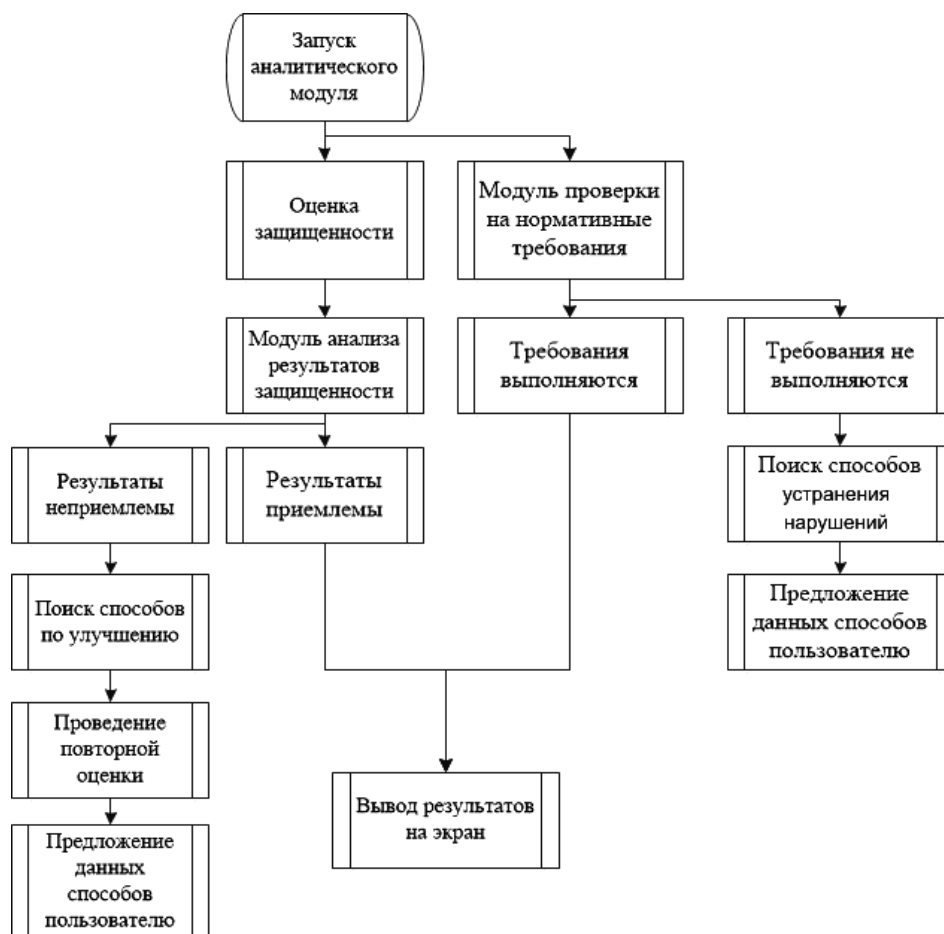 Запуск
аналитического
модуля
Оценка
защищенности
Модуль проверки
на нормативные
требования
Модуль анализа
результатов
защищенности
Требования
выполняются
Требования не
выполняются
Результаты
неприемлемы
Результаты
приемлемы
Поиск способов
устранения
нарушений
Поиск способов
по улучшению
Предложение
данных способов
пользователю
Проведение
повторной
оценки
Вывод результатов
на экран
Предложение
данных
способов
пользователю